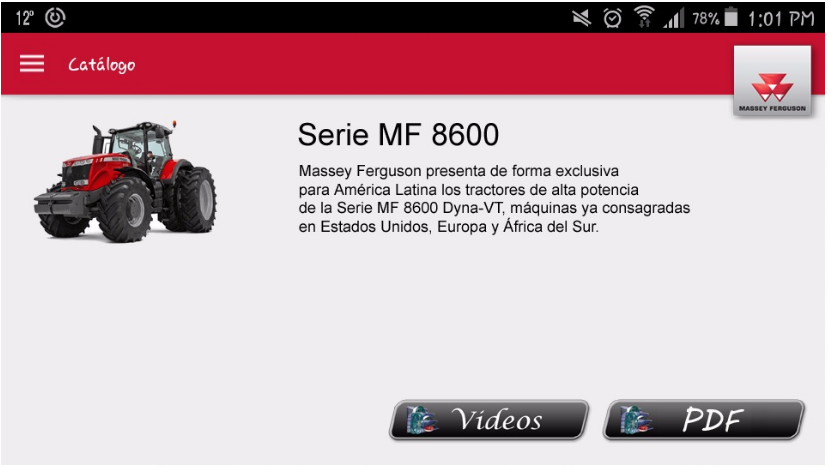 12º 78% 1:01 PM
Catálogo
MASSEY FERGUSON
Serie MF 8600
Massey Ferguson presenta de forma exclusiva
para América Latina los tractores de alta potencia
de la Serie MF 8600 Dyna-VT, máquinas ya consagradas
en Estados Unidos, Europa y África del Sur.
Vídeos PDF